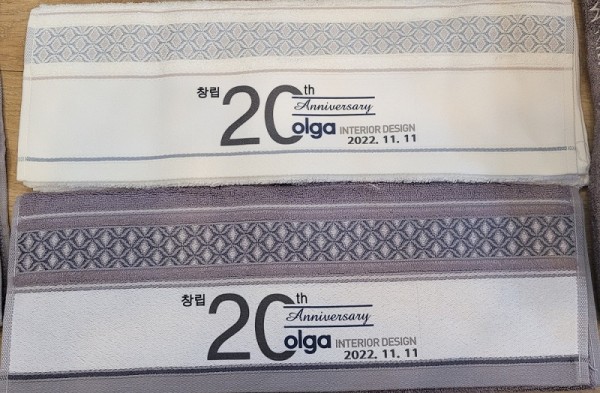 창립 20th
Anniversary
olga INTERIOR DESIGN
2022. 11. 11
창립 20th
Anniversary
olga INTERIOR DESIGN
2022. 11. 11